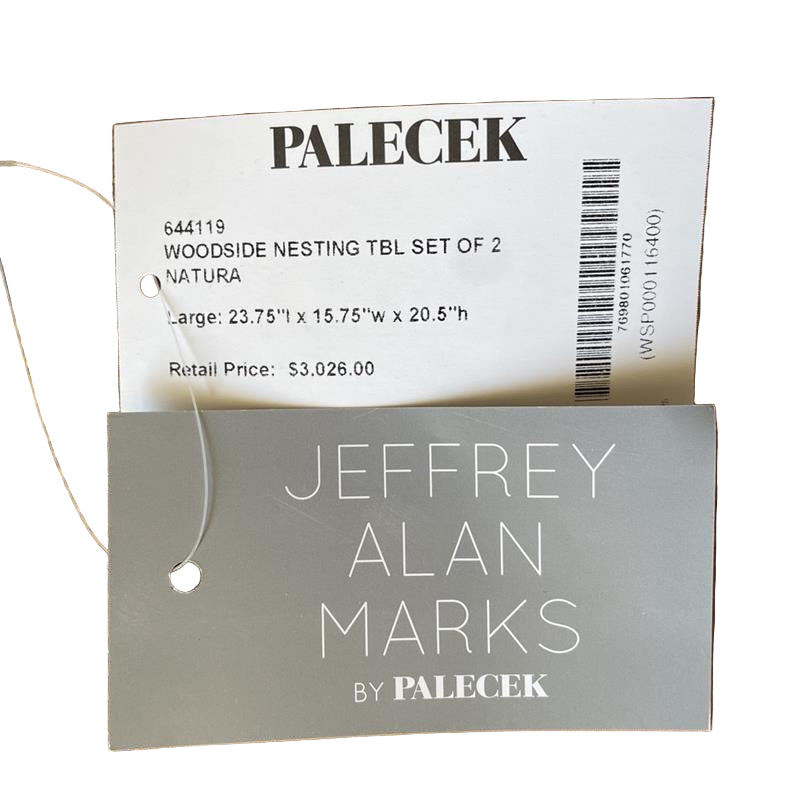 PALECEK
644119
WOODSIDE NESTING TBL SET OF 2
NATURA
Large: 23.75"l x 15.75"w x 20.5"h
Retail Price: $3,026.00
769801061770
(WSP000116400)
JEFFREY
ALAN
MARKS
BY PALECEK